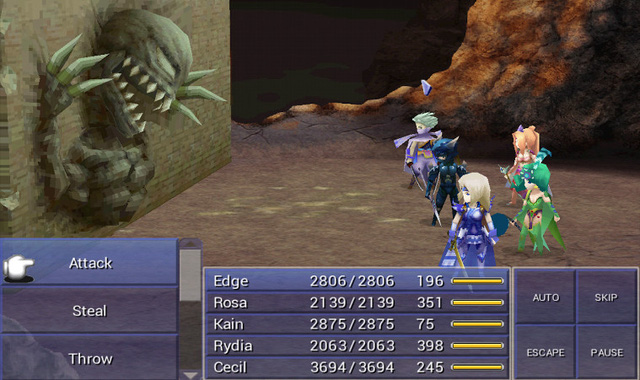 Attack
Steal
Throw
Edge 2806/2806 196
Rosa 2139/2139 351
Kain 2875/2875 75
Rydia 2063/2063 398
Cecil 3694/3694 245
AUTO SKIP
ESCAPE PAUSE